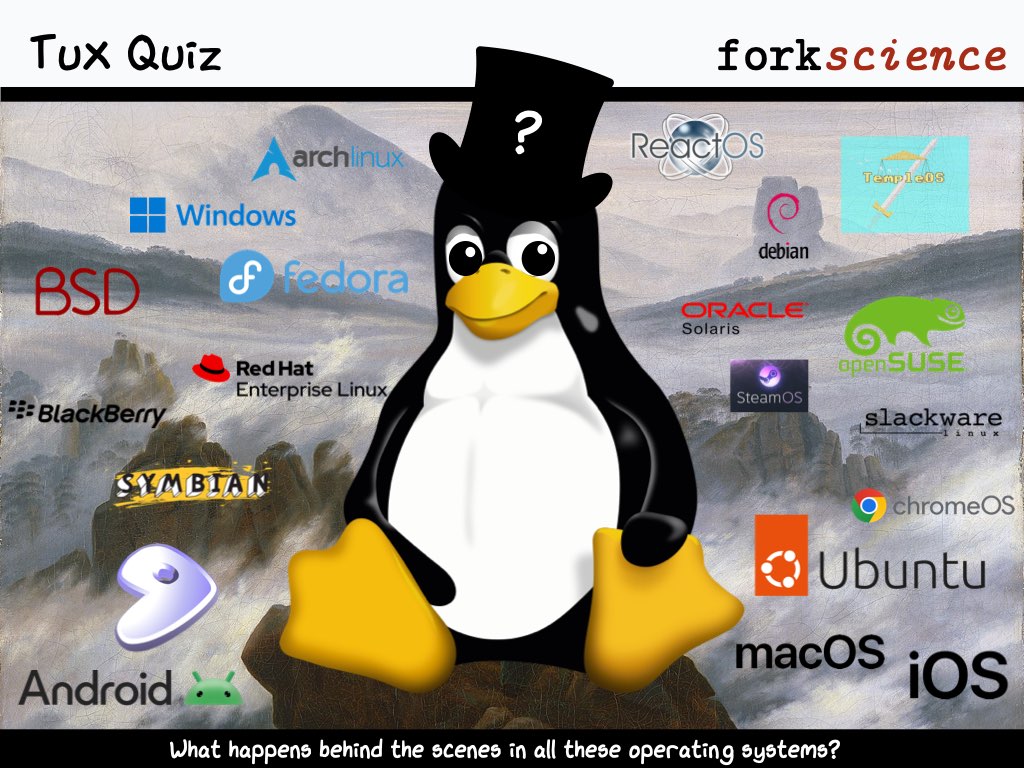 Tux Quiz
forkscience
?
archlinux
Windows
fedora
BSD
Red Hat
Enterprise Linux
BlackBerry
SYMBIAN
Android
ReactOS
TempleOS
debian
ORACLE
Solaris
openSUSE
SteamOS
slackware
linux
chromeOS
Ubuntu
macOS
iOS
What happens behind the scenes in all these operating systems?